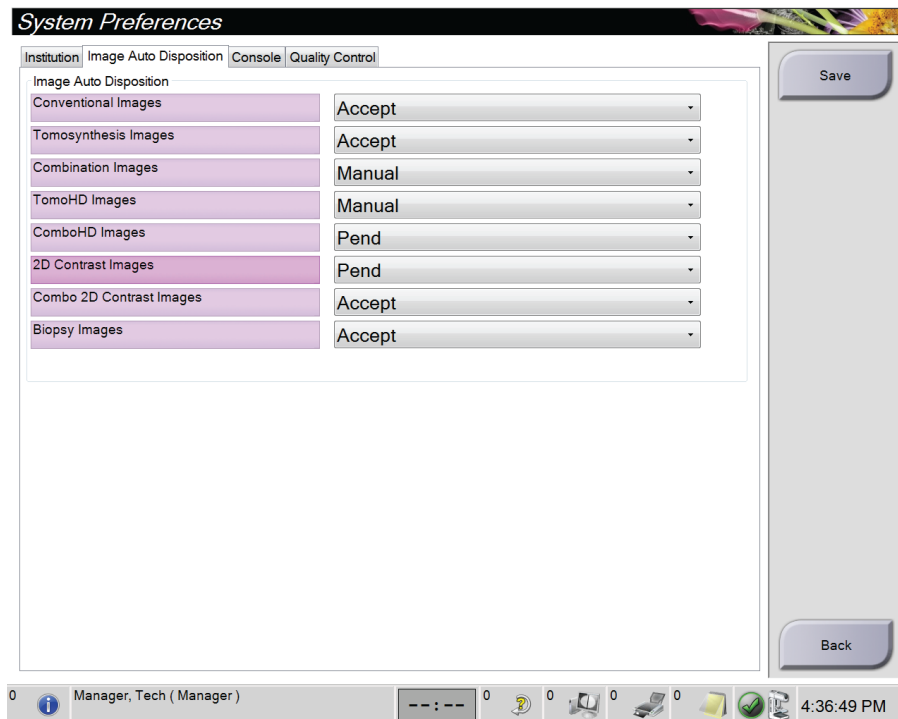 System Preferences
Institution Image Auto Disposition Console Quality Control
Save
Image Auto Disposition
Conventional Images Accept
Tomosynthesis Images Accept
Combination Images Manual
TomoHD Images Manual
ComboHD Images Pend
2D Contrast Images Pend
Combo 2D Contrast Images Accept
Biopsy Images Accept
Back
0 Manager, Tech ( Manager ) --:-- 0 0 0 0 4:36:49 PM